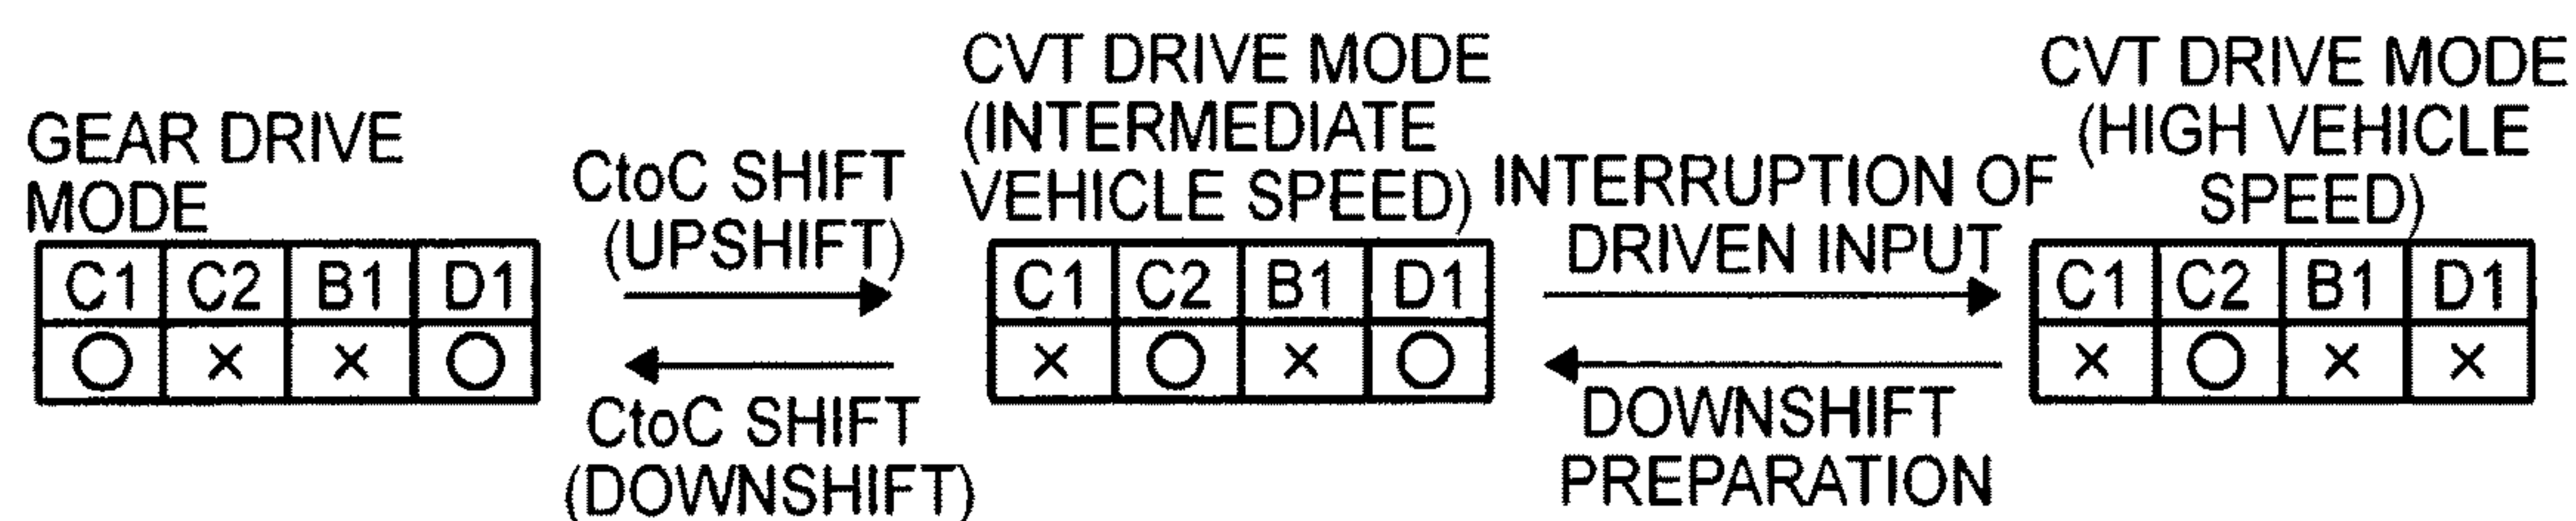 GEAR DRIVE
MODE
C1 C2 B1 D1
○ × × ○
CtoC SHIFT
(UPSHIFT)
CtoC SHIFT
(DOWNSHIFT)
CVT DRIVE MODE
(INTERMEDIATE
VEHICLE SPEED)
C1 C2 B1 D1
× ○ × ○
INTERRUPTION OF
DRIVEN INPUT
DOWNSHIFT
PREPARATION
CVT DRIVE MODE
(HIGH VEHICLE
SPEED)
C1 C2 B1 D1
× ○ × ×